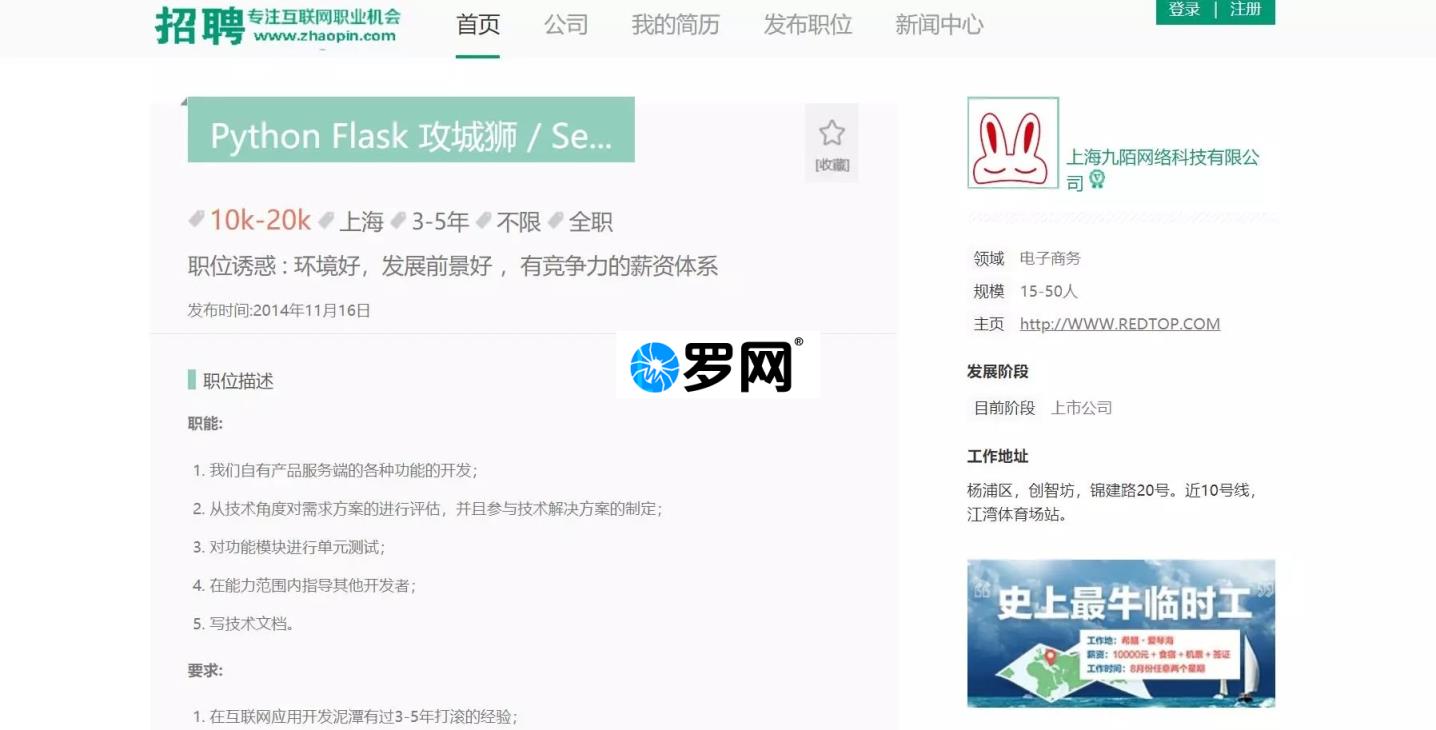 招聘 专注互联网职业机会
www.zhaopin.com
首页 公司 我的简历 发布职位 新闻中心
登录 | 注册
Python Flask 攻城狮 / Se...
[收藏]
10k-20k 上海 3-5年 不限 全职
职位诱惑 : 环境好，发展前景好 ，有竞争力的薪资体系
发布时间:2014年11月16日
罗网®
职位描述
职能:
1. 我们自有产品服务端的各种功能的开发；
2. 从技术角度对需求方案的进行评估，并且参与技术解决方案的制定；
3. 对功能模块进行单元测试；
4. 在能力范围内指导其他开发者；
5. 写技术文档。
要求:
1. 在互联网应用开发泥潭有过3-5年打滚的经验；
上海九陌网络科技有限公
司
领域 电子商务
规模 15-50人
主页 http://WWW.REDTOP.COM
发展阶段
目前阶段 上市公司
工作地址
杨浦区，创智坊，锦建路20号。近10号线，
江湾体育场站。
史上最牛临时工
工作地：希腊·爱琴海
薪资：10000元+食宿+机票+签证
工作时间：8月份任意两个星期